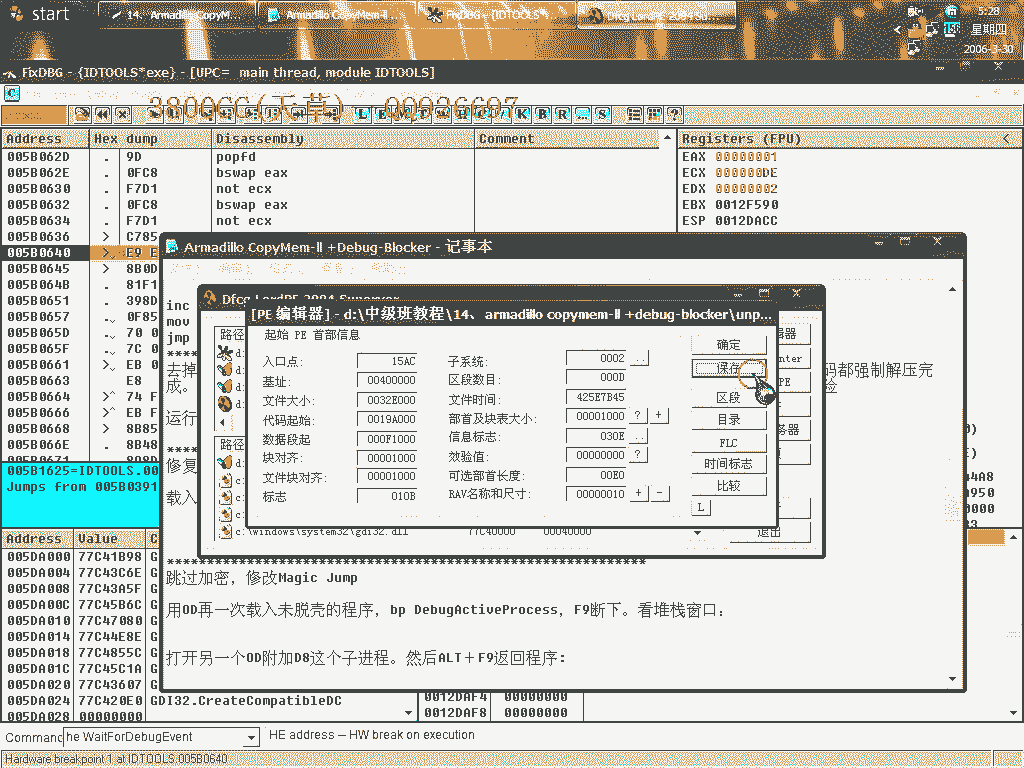 start
14、Armadillo CopyM...
Armadillo CopyMem-ll ...
FixDBG - {IDTOOLS*...
Dfcg LordPE 2004 Su...
5:28
星期四
2006-3-30
FixDBG - {IDTOOLS*exe} - [UPC= main thread, module IDTOOLS]
C
K B R ... S ?
Address Hex dump Disassembly Comment Registers (FPU)
005B062D . 9D popfd EAX 00000001
005B062E . 0FC8 bswap eax ECX 000000DE
005B0630 . F7D1 not ecx EDX 00000002
005B0632 . 0FC8 bswap eax EBX 0012F590
005B0634 . F7D1 not ecx ESP 0012DACC
005B0636 > C785
005B0640 >. E9 E
005B0645 > 8B0D
005B064B . 81F1
005B0651 . 398D
005B0657 . 0F85
005B065D . 70 0
005B065F . 7C 0
005B0661 > EB 0
005B0663 E8
005B0664 > 74 F
005B0666 > EB F
005B0668 > 8B85
005B066E . 8B48
005B1625=IDTOOLS.00
Jumps from 005B0391
Address Value C
005DA000 77C41B98 G
005DA004 77C43C6E G
005DA008 77C43A5F G
005DA00C 77C45B6C G
005DA010 77C47080 G
005DA014 77C44E8E G
005DA018 77C4855C G
005DA01C 77C45C1A G
005DA020 77C43607 G
005DA024 77C420E0 GDI32.CreateCompatibleDC
005DA028 00000000
0012DAF4 00000000
0012DAF8 00000000
Armadillo CopyMem-ll +Debug-Blocker - 记事本
inc
mov
jmp
去掉
码都强制解压完
成。
运行
修复
载入
跳过加密，修改Magic Jump
用OD再一次载入未脱壳的程序，bp DebugActiveProcess，F9断下。看堆栈窗口：
打开另一个OD附加D8这个子进程。然后ALT＋F9返回程序：
路径
路径
c:\windows\system32\gdi32.dll 77C40000 00040000
退出
[PE 编辑器] - d:\中级班教程\14、armadillo copymem-ll +debug-blocker\unp...
起始 PE 首部信息
入口点: 15AC 子系统: 0002 ..
基址: 00400000 区段数目: 000D
文件大小: 0032E000 文件时间: 425E7B45
代码起始: 0019A000 部首及块表大小: 00001000 ? +
数据段起 000F1000 信息标志: 030E ..
块对齐: 00001000 效验值: 00000000 ?
文件块对齐: 00001000 可选部首长度: 00E0
标志 010B RAV名称和尺寸: 00000010 + -
确定
保存
区段
目录
FLC
时间标志
比较
L
Command he WaitForDebugEvent HE address -- HW break on execution
Hardware breakpoint 1 at IDTOOLS.005B0640